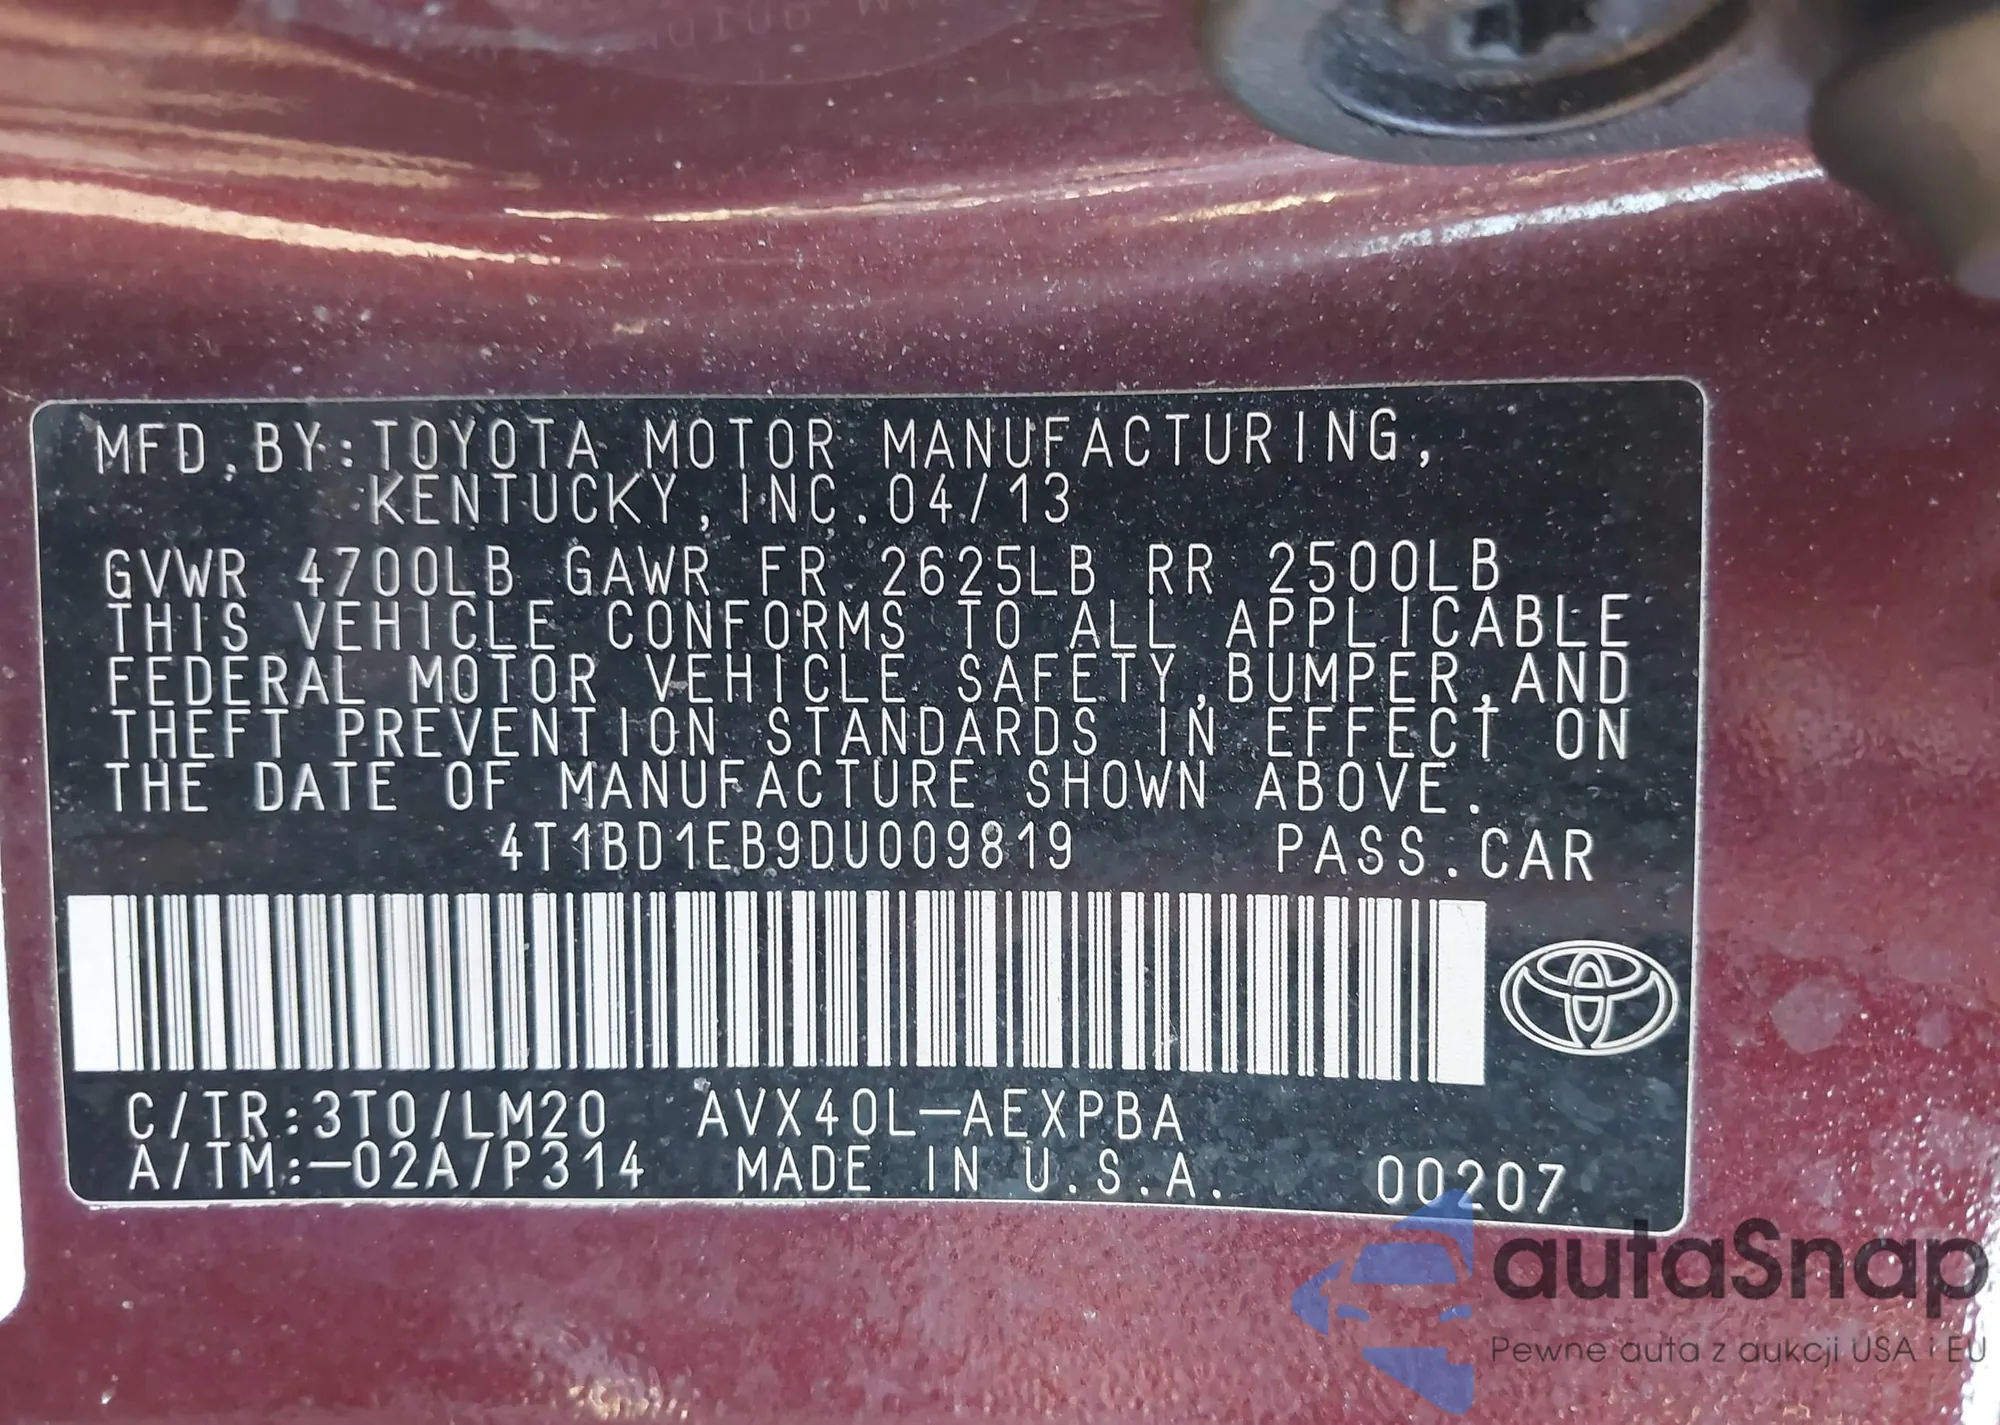 MFD.BY:TOYOTA MOTOR MANUFACTURING,
KENTUCKY,INC.04/13
GVWR 4700LB GAWR FR 2625LB RR 2500LB
THIS VEHICLE CONFORMS TO ALL APPLICABLE
FEDERAL MOTOR VEHICLE SAFETY,BUMPER,AND
THEFT PREVENTION STANDARDS IN EFFECT ON
THE DATE OF MANUFACTURE SHOWN ABOVE.
4T1BD1EB9DU009819 PASS.CAR
C/TR:3T0/LM20 AVX40L-AEXPBA
A/TM:-02A/P314 MADE IN U.S.A. 00207
autaSnap
Pewne auta z aukcji USA i EU